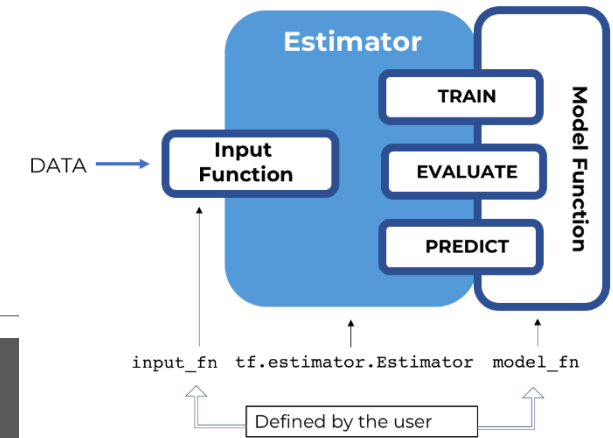 Estimator
TRAIN
Model Function
DATA
Input
Function
EVALUATE
PREDICT
input_fn tf.estimator.Estimator model_fn
Defined by the user